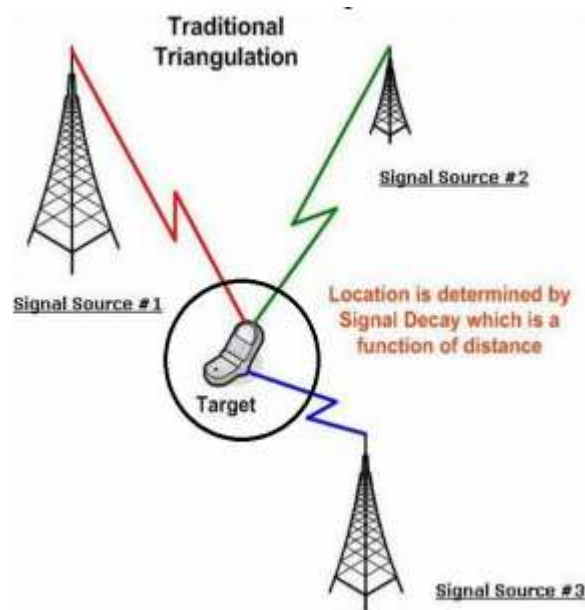 Traditional
Triangulation
Signal Source #2
Signal Source #1
Location is determined by
Signal Decay which is a
function of distance
Target
Signal Source #3